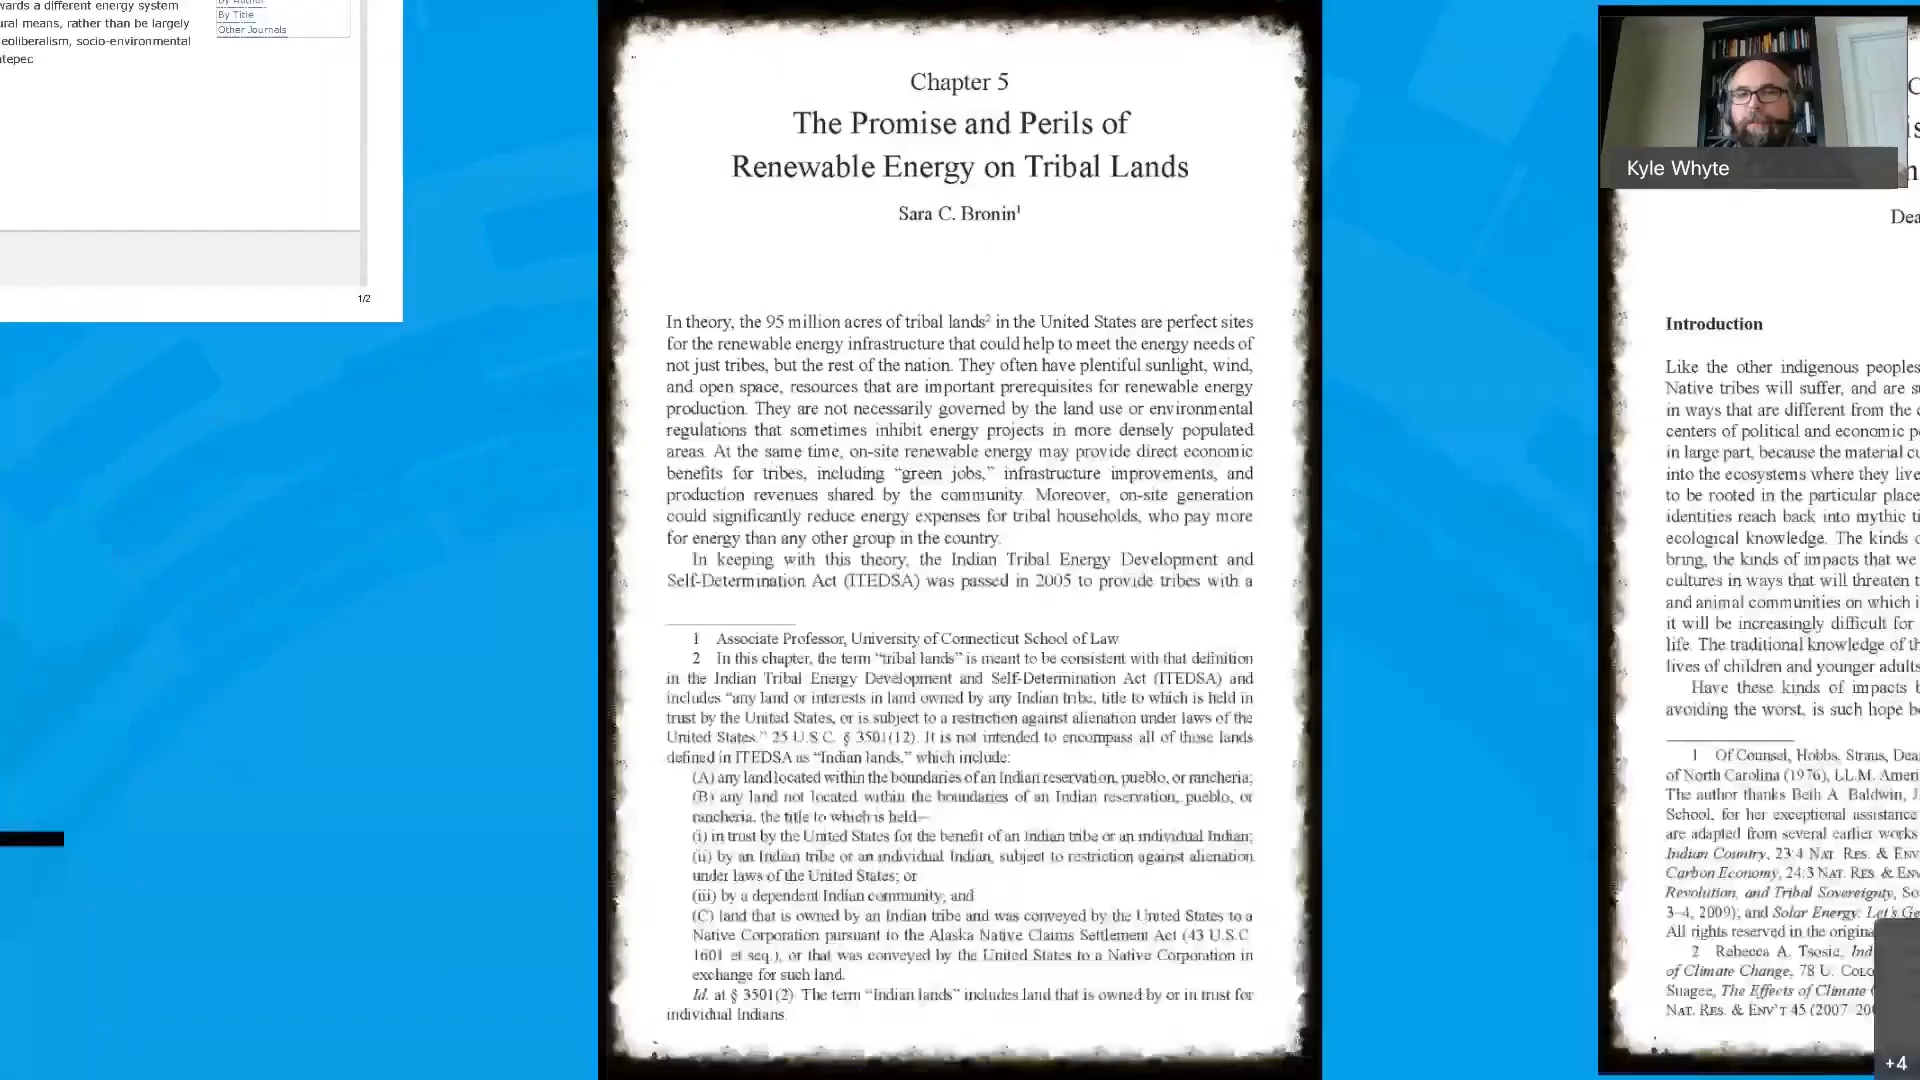 wards a different energy system
ural means, rather than be largely
eoliberalism, socio-environmental
tepec
By Author
By Title
Other Journals
1/2
Chapter 5
The Promise and Perils of
Renewable Energy on Tribal Lands
Sara C. Bronin¹
In theory, the 95 million acres of tribal lands² in the United States are perfect sites
for the renewable energy infrastructure that could help to meet the energy needs of
not just tribes, but the rest of the nation. They often have plentiful sunlight, wind,
and open space, resources that are important prerequisites for renewable energy
production. They are not necessarily governed by the land use or environmental
regulations that sometimes inhibit energy projects in more densely populated
areas. At the same time, on-site renewable energy may provide direct economic
benefits for tribes, including “green jobs,” infrastructure improvements, and
production revenues shared by the community. Moreover, on-site generation
could significantly reduce energy expenses for tribal households, who pay more
for energy than any other group in the country.
In keeping with this theory, the Indian Tribal Energy Development and
Self-Determination Act (ITEDSA) was passed in 2005 to provide tribes with a
1 Associate Professor, University of Connecticut School of Law
2 In this chapter, the term “tribal lands” is meant to be consistent with that definition
in the Indian Tribal Energy Development and Self-Determination Act (ITEDSA) and
includes “any land or interests in land owned by any Indian tribe, title to which is held in
trust by the United States, or is subject to a restriction against alienation under laws of the
United States.” 25 U.S.C. § 3501(12). It is not intended to encompass all of those lands
defined in ITEDSA as “Indian lands,” which include:
(A) any land located within the boundaries of an Indian reservation, pueblo, or rancheria;
(B) any land not located within the boundaries of an Indian reservation, pueblo, or
rancheria, the title to which is held—
(i) in trust by the United States for the benefit of an Indian tribe or an individual Indian;
(ii) by an Indian tribe or an individual Indian, subject to restriction against alienation
under laws of the United States; or
(iii) by a dependent Indian community; and
(C) land that is owned by an Indian tribe and was conveyed by the United States to a
Native Corporation pursuant to the Alaska Native Claims Settlement Act (43 U.S.C.
1601 et seq.), or that was conveyed by the United States to a Native Corporation in
exchange for such land.
Id. at § 3501(2). The term “Indian lands” includes land that is owned by or in trust for
individual Indians.
Kyle Whyte
Dea
Introduction
Like the other indigenous peoples
Native tribes will suffer, and are su
in ways that are different from the
centers of political and economic p
in large part, because the material cu
into the ecosystems where they live
to be rooted in the particular place
identities reach back into mythic ti
ecological knowledge. The kinds o
bring, the kinds of impacts that we
cultures in ways that will threaten t
and animal communities on which i
it will be increasingly difficult for
life. The traditional knowledge of th
lives of children and younger adults
Have these kinds of impacts b
avoiding the worst, is such hope b
1 Of Counsel, Hobbs, Straus, Dea
of North Carolina (1976), LL.M. Ameri
The author thanks Beth A. Baldwin, J
School, for her exceptional assistance
are adapted from several earlier works
Indian Country, 23:4 NAT. RES. & ENV
Carbon Economy, 24:3 NAT. RES. & ENV
Revolution, and Tribal Sovereignty, So
3–4, 2009); and Solar Energy: Let's Ge
All rights reserved in the origina
2 Rebecca A. Tsosie, Ind
of Climate Change, 78 U. COLO
Suagee, The Effects of Climate
NAT. RES. & ENV'T 45 (2007 20
+4